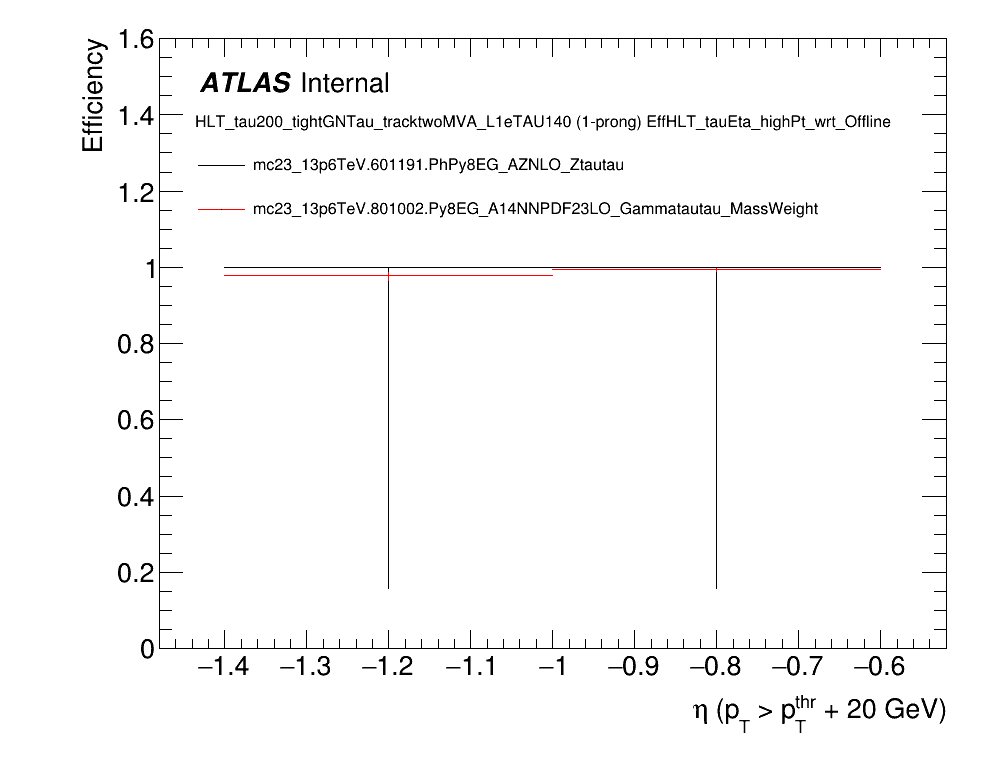 Efficiency
1.6
1.4
1.2
1
0.8
0.6
0.4
0.2
0
ATLAS Internal
HLT_tau200_tightGNTau_tracktwoMVA_L1eTAU140 (1-prong) EffHLT_tauEta_highPt_wrt_Offline
mc23_13p6TeV.601191.PhPy8EG_AZNLO_Ztautau
mc23_13p6TeV.801002.Py8EG_A14NNPDF23LO_Gammatautau_MassWeight
−1.4 −1.3 −1.2 −1.1 −1 −0.9 −0.8 −0.7 −0.6
η (p_T > p_T^thr + 20 GeV)